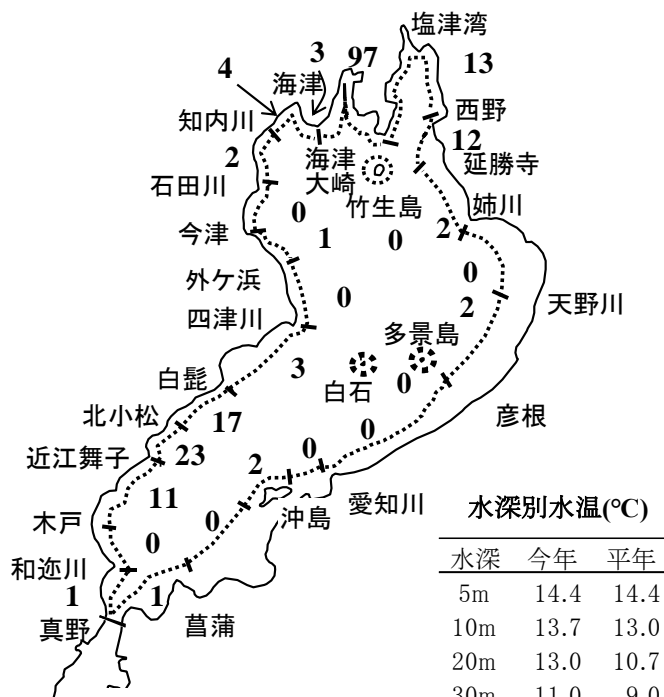 塩津湾
3
97
13
4
海津
西野
知内川
12
2
海津
大崎
延勝寺
石田川
竹生島
姉川
0
今津
1
0
2
外ケ浜
0
0
2
天野川
四津川
多景島
3
白髭
白石
0
北小松
17
0
彦根
近江舞子
23
2
0
11
愛知川
沖島
木戸
0
0
和迩川
1
1
真野
菖蒲
水深別水温(℃)
水深 今年 平年
5m 14.4 14.4
10m 13.7 13.0
20m 13.0 10.7
30m 11.0 9.0